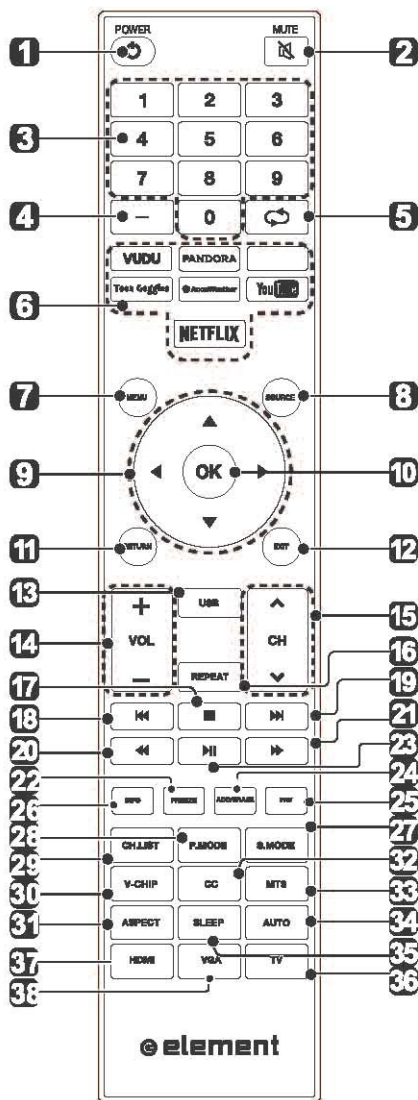 POWER MUTE
1 2
1 2 3
3 4 5 6
7 8 9
4 − 0 5
VUDU PANDORA
6 Toon Goggles AccuWeather YouTube
NETFLIX
7 MENU SOURCE 8
9 OK 10
11 RETURN EXIT 12
13 USB
+
14 VOL CH 15
− REPEAT 16
17
18 19
20 21
22 23
24
26 INFO FREEZE ADD/ERASE FAV 25
28 27
29 CH.LIST P.MODE S.MODE
32
30 V-CHIP CC MTS 33
31 ASPECT SLEEP AUTO 34
35
37 HDMI VGA TV 36
38
element